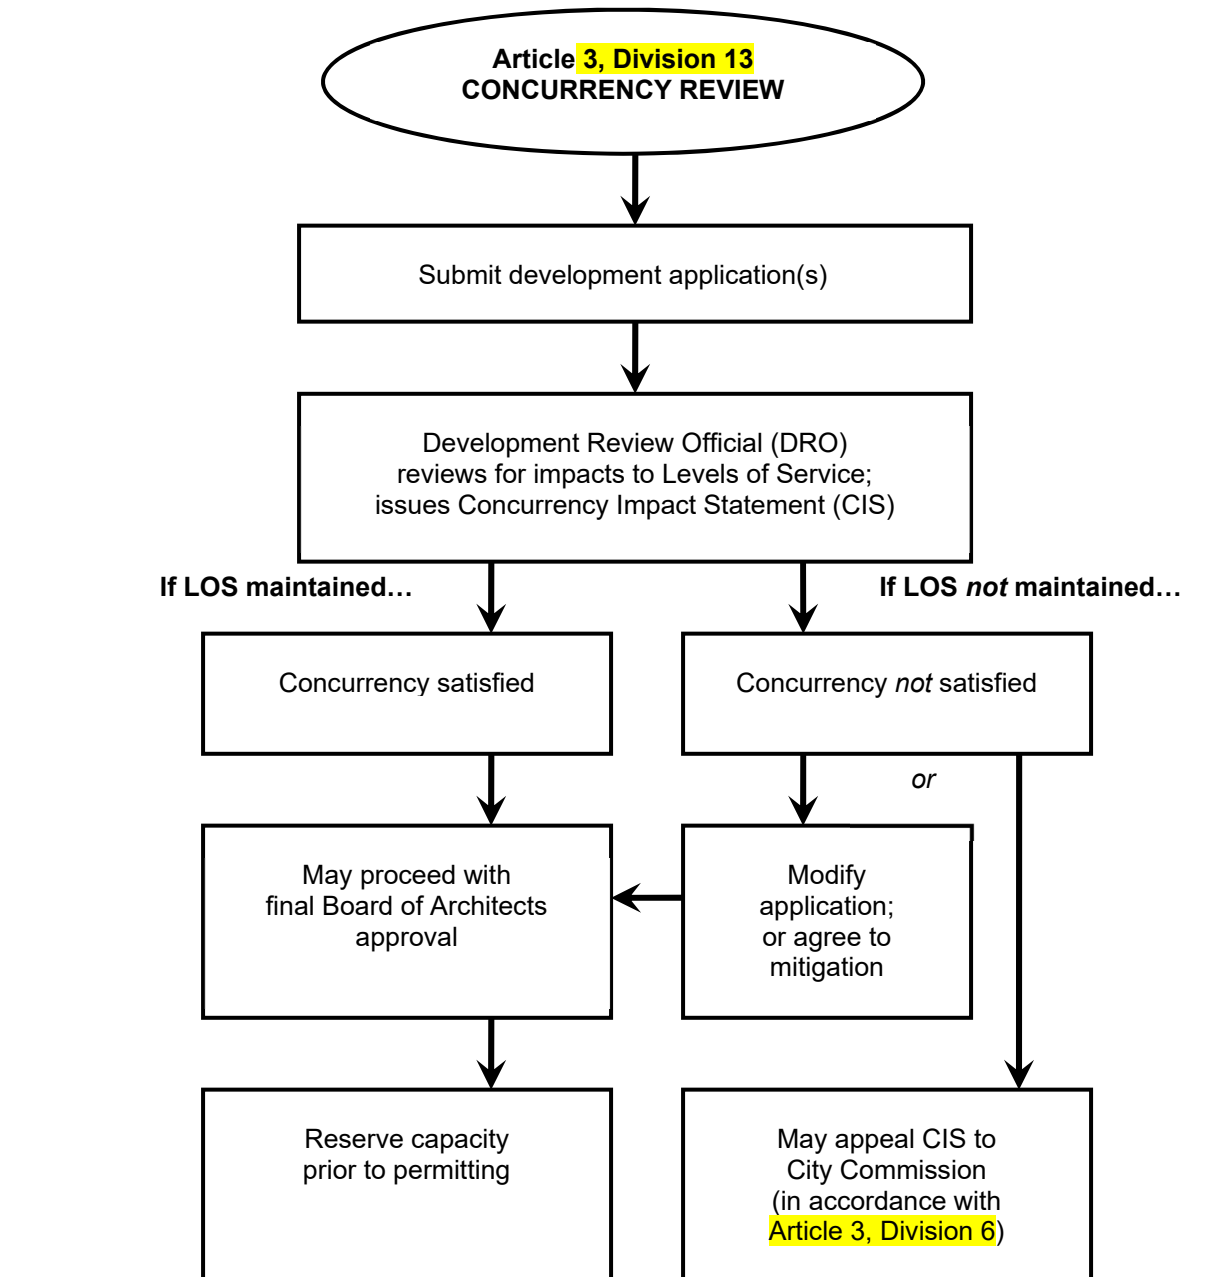 Article 3, Division 13
CONCURRENCY REVIEW
Submit development application(s)
Development Review Official (DRO)
reviews for impacts to Levels of Service;
issues Concurrency Impact Statement (CIS)
If LOS maintained…
If LOS not maintained…
Concurrency satisfied
Concurrency not satisfied
or
May proceed with
final Board of Architects
approval
Modify
application;
or agree to
mitigation
Reserve capacity
prior to permitting
May appeal CIS to
City Commission
(in accordance with
Article 3, Division 6)